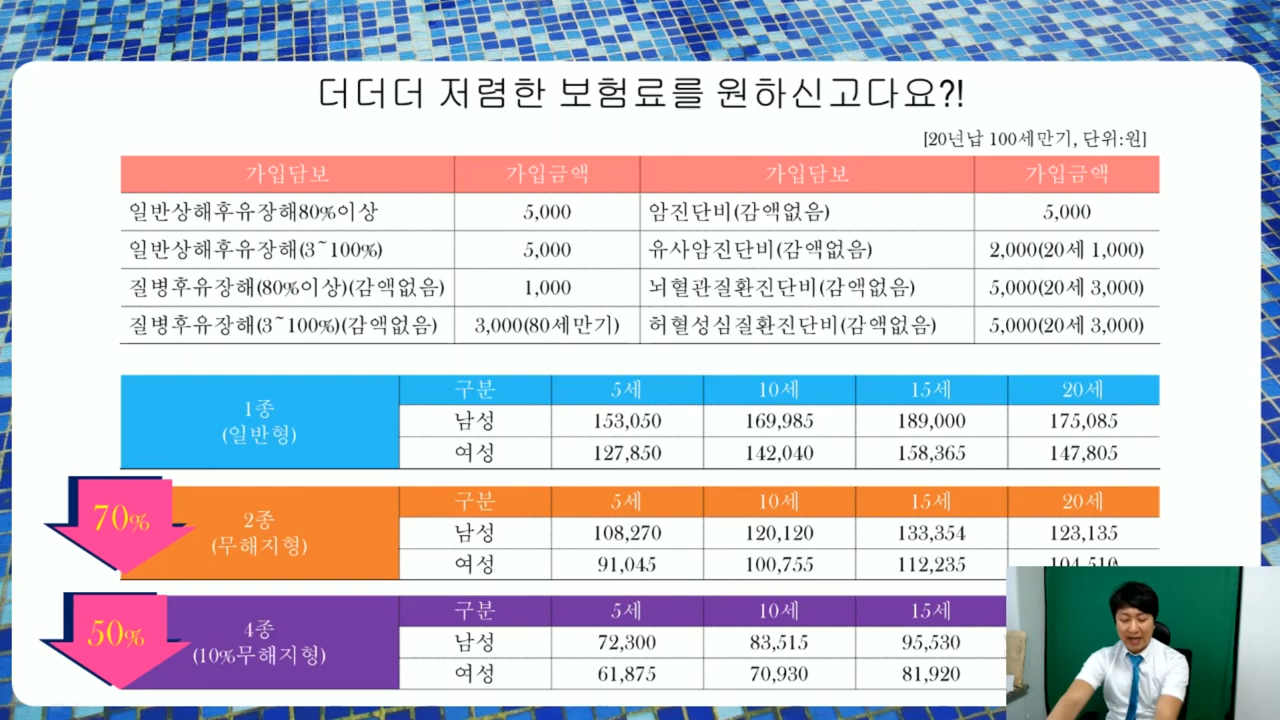 더더더 저렴한 보험료를 원하신고다요?!
[20년납 100세만기, 단위:원]
가입담보 가입금액 가입담보 가입금액
일반상해후유장해80%이상 5,000 암진단비(감액없음) 5,000
일반상해후유장해(3~100%) 5,000 유사암진단비(감액없음) 2,000(20세 1,000)
질병후유장해(80%이상)(감액없음) 1,000 뇌혈관질환진단비(감액없음) 5,000(20세 3,000)
질병후유장해(3~100%)(감액없음) 3,000(80세만기) 허혈성심질환진단비(감액없음) 5,000(20세 3,000)
1종
(일반형)
구분 5세 10세 15세 20세
남성 153,050 169,985 189,000 175,085
여성 127,850 142,040 158,365 147,805
70%
2종
(무해지형)
구분 5세 10세 15세 20세
남성 108,270 120,120 133,354 123,135
여성 91,045 100,755 112,235
50%
4종
(10%무해지형)
구분 5세 10세 15세
남성 72,300 83,515 95,530
여성 61,875 70,930 81,920